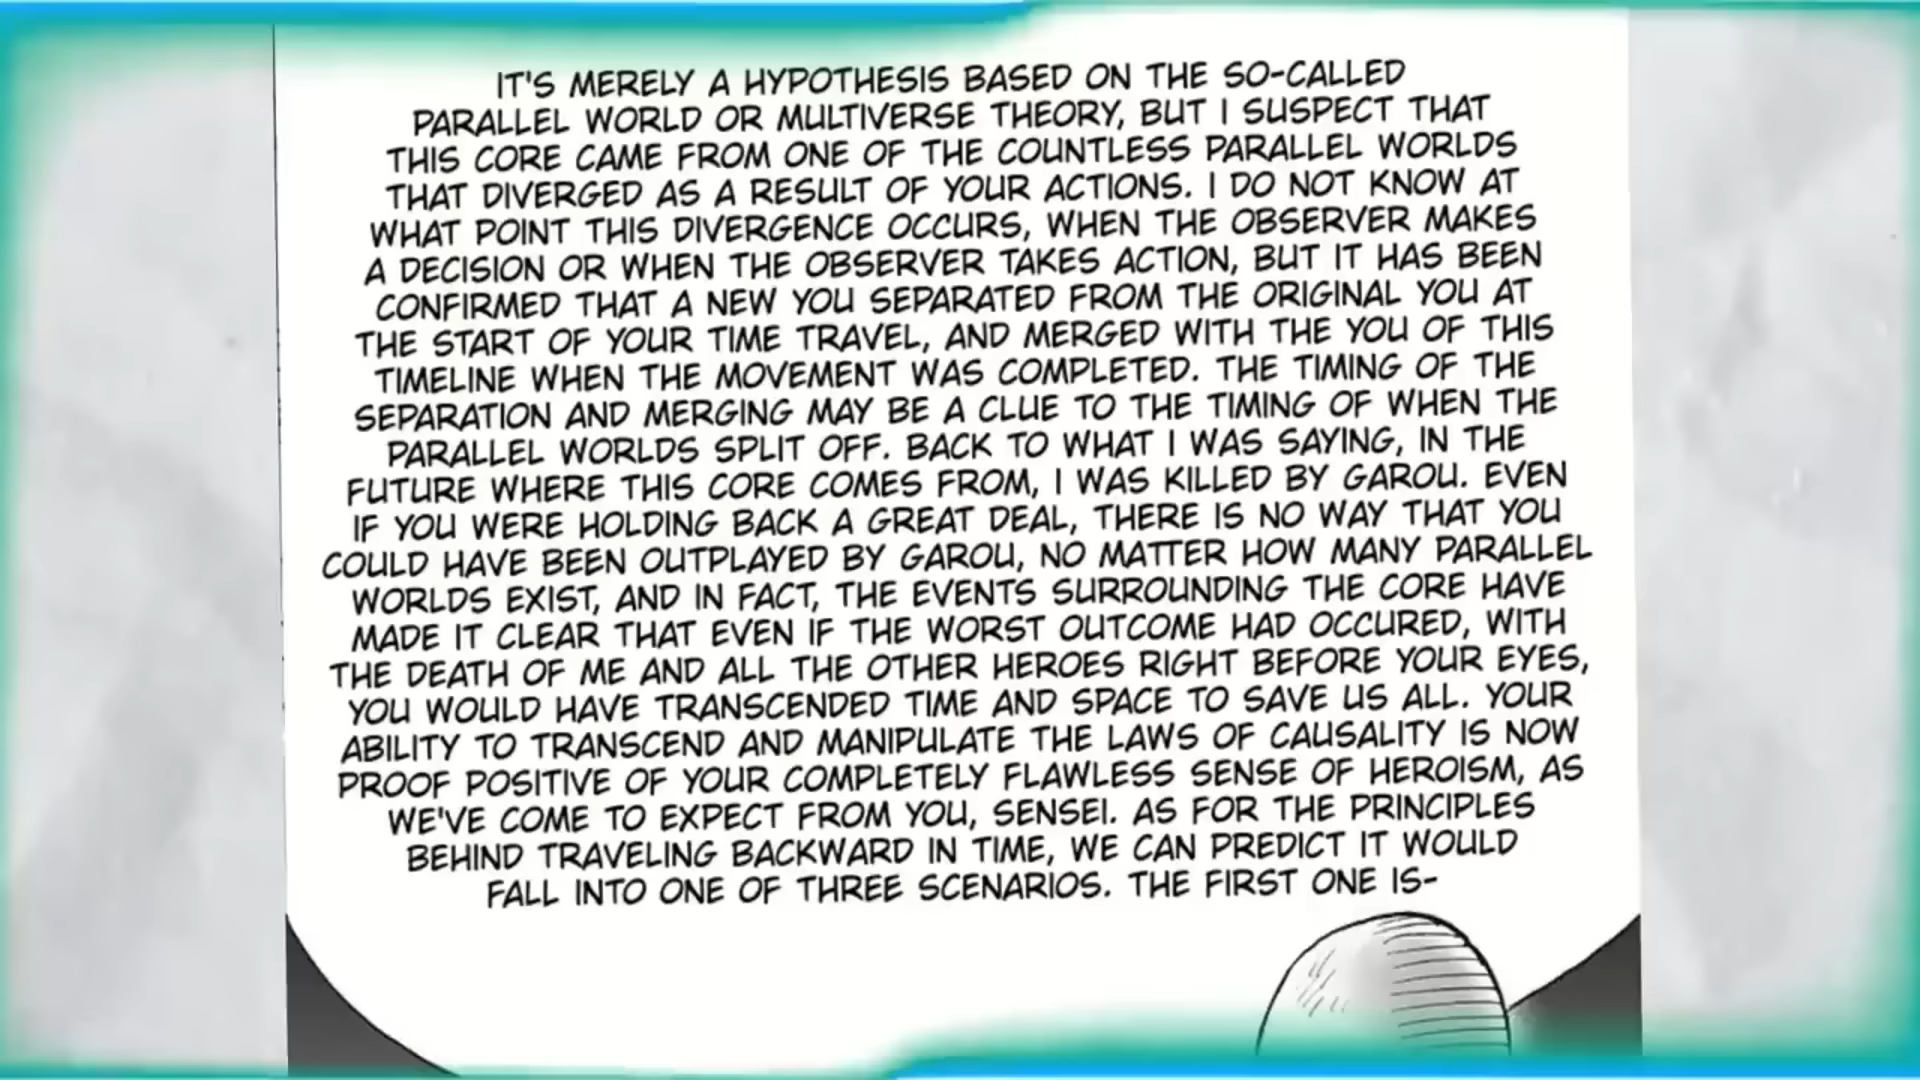 IT'S MERELY A HYPOTHESIS BASED ON THE SO-CALLED
PARALLEL WORLD OR MULTIVERSE THEORY, BUT I SUSPECT THAT
THIS CORE CAME FROM ONE OF THE COUNTLESS PARALLEL WORLDS
THAT DIVERGED AS A RESULT OF YOUR ACTIONS. I DO NOT KNOW AT
WHAT POINT THIS DIVERGENCE OCCURS, WHEN THE OBSERVER MAKES
A DECISION OR WHEN THE OBSERVER TAKES ACTION, BUT IT HAS BEEN
CONFIRMED THAT A NEW YOU SEPARATED FROM THE ORIGINAL YOU AT
THE START OF YOUR TIME TRAVEL, AND MERGED WITH THE YOU OF THIS
TIMELINE WHEN THE MOVEMENT WAS COMPLETED. THE TIMING OF THE
SEPARATION AND MERGING MAY BE A CLUE TO THE TIMING OF WHEN THE
PARALLEL WORLDS SPLIT OFF. BACK TO WHAT I WAS SAYING, IN THE
FUTURE WHERE THIS CORE COMES FROM, I WAS KILLED BY GAROU. EVEN
IF YOU WERE HOLDING BACK A GREAT DEAL, THERE IS NO WAY THAT YOU
COULD HAVE BEEN OUTPLAYED BY GAROU, NO MATTER HOW MANY PARALLEL
WORLDS EXIST, AND IN FACT, THE EVENTS SURROUNDING THE CORE HAVE
MADE IT CLEAR THAT EVEN IF THE WORST OUTCOME HAD OCCURED, WITH
THE DEATH OF ME AND ALL THE OTHER HEROES RIGHT BEFORE YOUR EYES,
YOU WOULD HAVE TRANSCENDED TIME AND SPACE TO SAVE US ALL. YOUR
ABILITY TO TRANSCEND AND MANIPULATE THE LAWS OF CAUSALITY IS NOW
PROOF POSITIVE OF YOUR COMPLETELY FLAWLESS SENSE OF HEROISM, AS
WE'VE COME TO EXPECT FROM YOU, SENSEI. AS FOR THE PRINCIPLES
BEHIND TRAVELING BACKWARD IN TIME, WE CAN PREDICT IT WOULD
FALL INTO ONE OF THREE SCENARIOS. THE FIRST ONE IS-